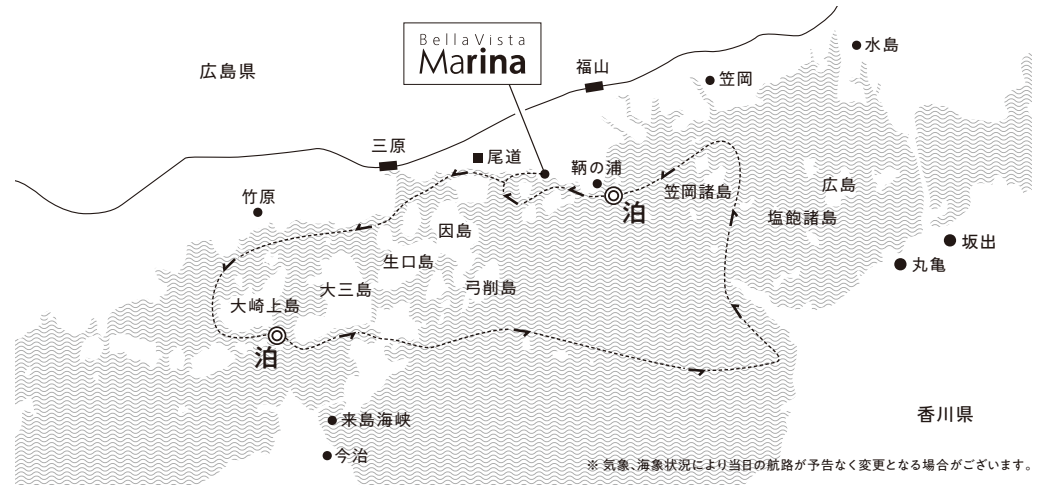 BellaVista
Marina
水島
広島県
福山
笠岡
三原
尾道
鞆の浦
竹原
笠岡諸島
広島
泊
塩飽諸島
因島
坂出
生口島
丸亀
大三島
弓削島
大崎上島
泊
来島海峡
香川県
今治
※ 気象、海象状況により当日の航路が予告なく変更となる場合がございます。